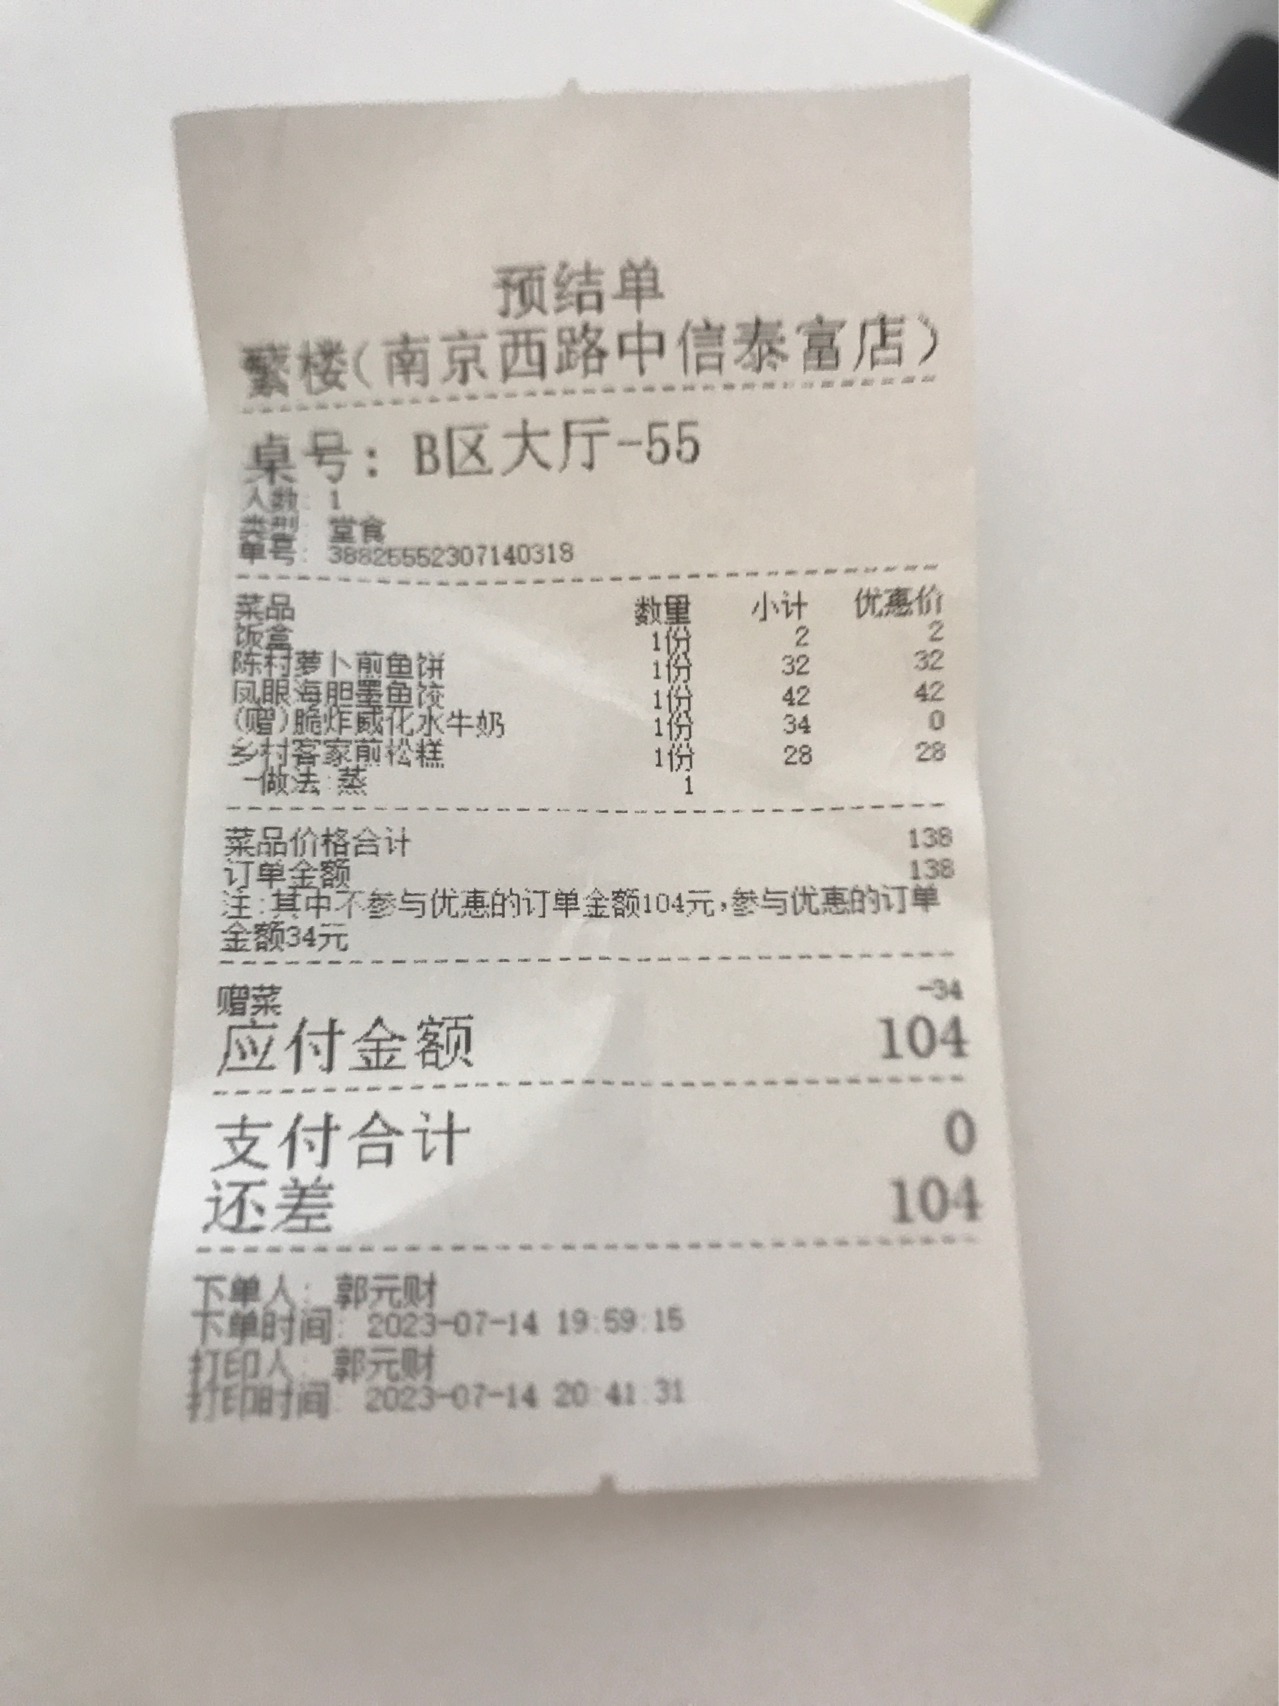 预结单
蘩楼(南京西路中信泰富店)
桌号: B区大厅-55
人数: 1
类型: 堂食
单号: 38825552307140318
菜品 数量 小计 优惠价
饭盒 1份 2 2
陈村萝卜煎鱼饼 1份 32 32
凤眼海胆墨鱼饺 1份 42 42
(赠)脆炸威化水牛奶 1份 34 0
乡村客家煎松糕 1份 28 28
-做法:蒸 1
菜品价格合计 138
订单金额 138
注:其中不参与优惠的订单金额104元,参与优惠的订单
金额34元
赠菜 -34
应付金额 104
支付合计 0
还差 104
下单人: 郭元财
下单时间: 2023-07-14 19:59:15
打印人: 郭元财
打印时间: 2023-07-14 20:41:31